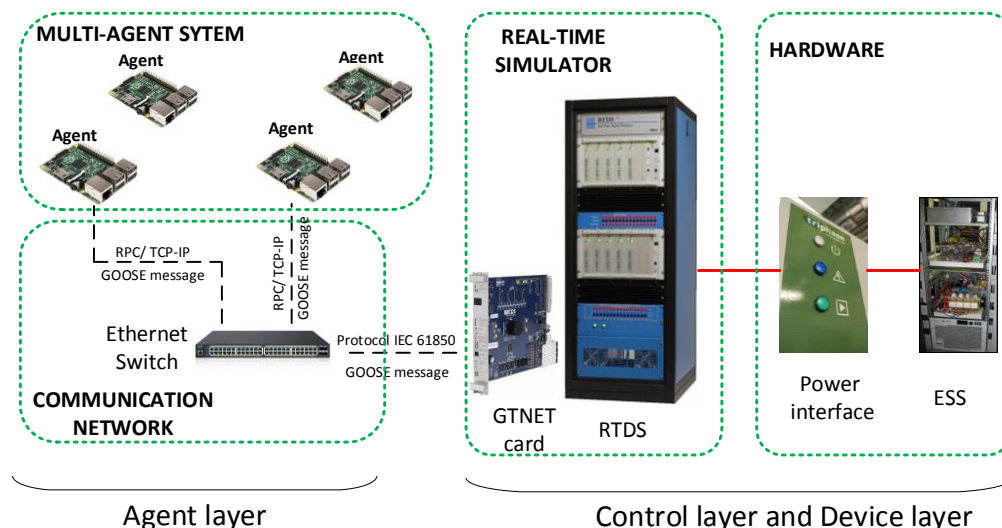 MULTI-AGENT SYTEM
Agent
Agent
Agent
Agent
RPC/ TCP-IP
GOOSE message
RPC/ TCP-IP
GOOSE message
Ethernet
Switch
Protocol IEC 61850
GOOSE message
COMMUNICATION
NETWORK
Agent layer
REAL-TIME
SIMULATOR
RTDS
GTNET
card
RTDS
HARDWARE
triphase
Power
interface
ESS
Control layer and Device layer